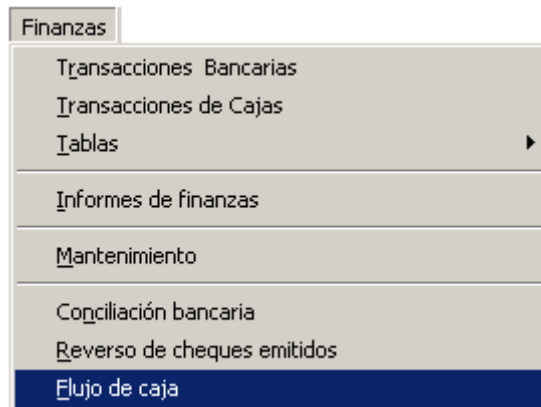 Finanzas
Transacciones Bancarias
Transacciones de Cajas
Tablas
Informes de finanzas
Mantenimiento
Conciliación bancaria
Reverso de cheques emitidos
Flujo de caja